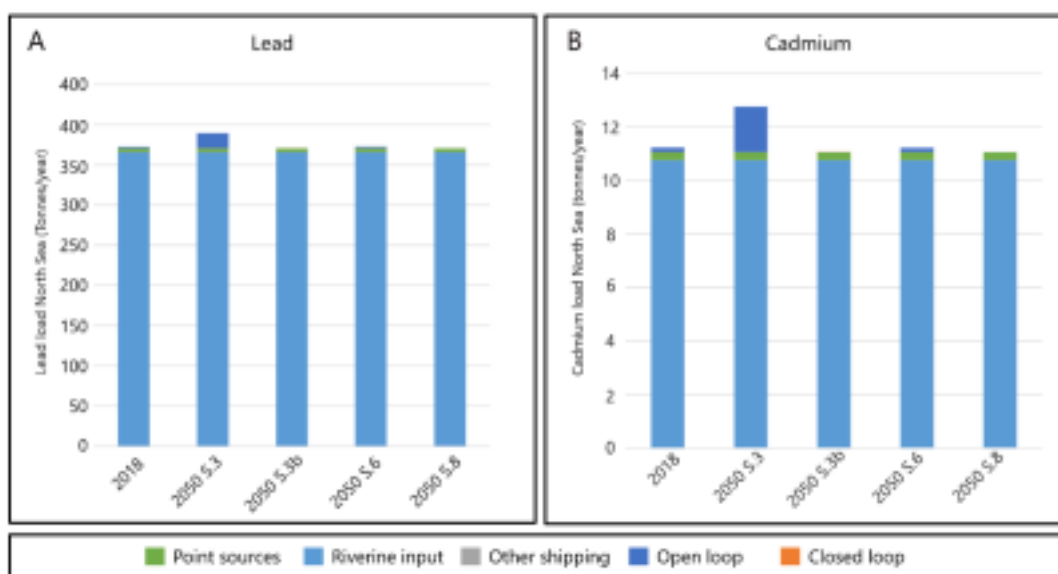 A
Lead
Lead load North Sea (Tonnes/year)
400
400
350
300
250
200
150
100
50
0
2018
2050 S.3
2050 S.3b
2050 S.6
2050 S.8
B
Cadmium
Cadmium load North Sea (tonnes/year)
14
12
10
8
6
4
2
0
2018
2050 S.3
2050 S.3b
2050 S.6
2050 S.8
Point sources Riverine input Other shipping Open loop Closed loop